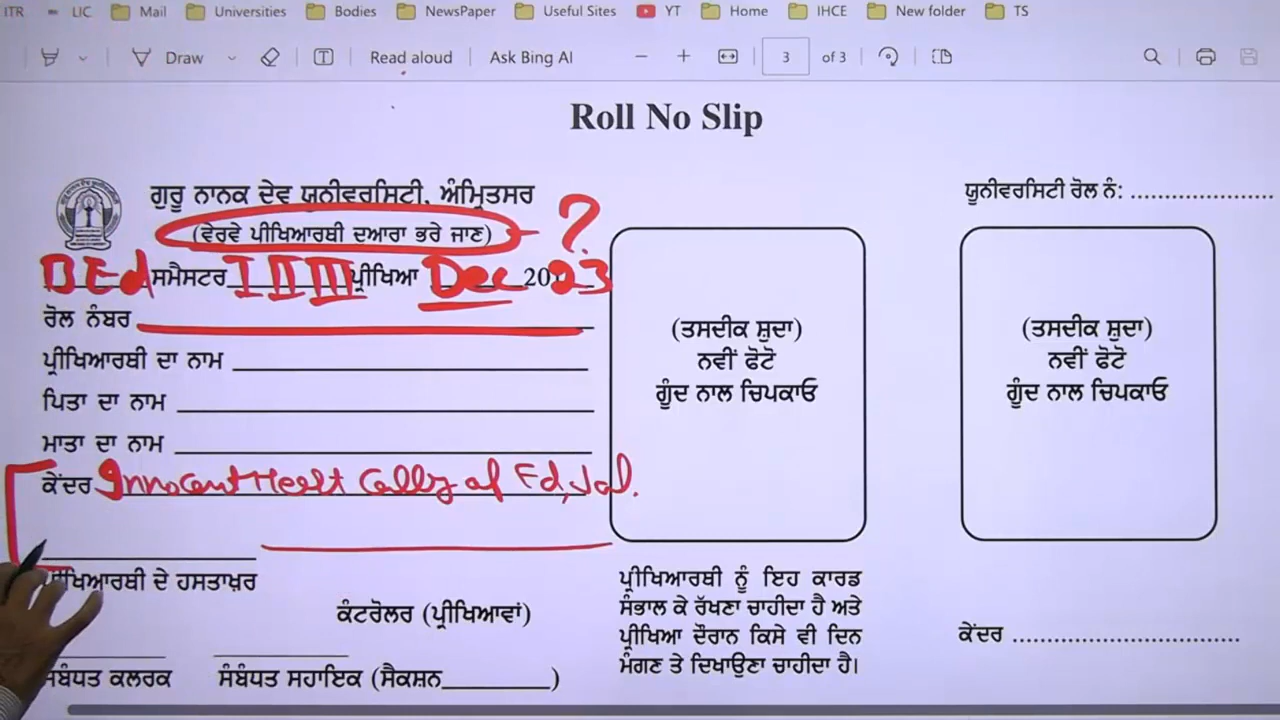 ITR LIC Mail Universities Bodies NewsPaper Useful Sites YT Home IHCE New folder TS
Draw Read aloud Ask Bing AI 3 of 3
Roll No Slip
ਗੁਰੂ ਨਾਨਕ ਦੇਵ ਯੂਨੀਵਰਸਿਟੀ, ਅੰਮ੍ਰਿਤਸਰ
(ਵੇਰਵੇ ਪੀਖਿਆਰਥੀ ਦਆਰਾ ਭਰੇ ਜਾਣ) ?
BEd ਸਮੈਸਟਰ I II III ਪ੍ਰੀਖਿਆ Dec 2023
ਰੋਲ ਨੰਬਰ
ਪ੍ਰੀਖਿਆਰਥੀ ਦਾ ਨਾਮ
ਪਿਤਾ ਦਾ ਨਾਮ
ਮਾਤਾ ਦਾ ਨਾਮ
ਕੇਂਦਰ Innocent Heart of Ed, Jal.
ਪ੍ਰੀਖਿਆਰਥੀ ਦੇ ਹਸਤਾਖ਼ਰ
ਕੰਟਰੋਲਰ (ਪ੍ਰੀਖਿਆਵਾਂ)
ਸੰਬੰਧਤ ਕਲਰਕ ਸੰਬੰਧਤ ਸਹਾਇਕ (ਸੈਕਸ਼ਨ_________)
(ਤਸਦੀਕ ਸ਼ੁਦਾ)
ਨਵੀਂ ਫੋਟੋ
ਗੂੰਦ ਨਾਲ ਚਿਪਕਾਓ
ਪ੍ਰੀਖਿਆਰਥੀ ਨੂੰ ਇਹ ਕਾਰਡ
ਸੰਭਾਲ ਕੇ ਰੱਖਣਾ ਚਾਹੀਦਾ ਹੈ ਅਤੇ
ਪ੍ਰੀਖਿਆ ਦੌਰਾਨ ਕਿਸੇ ਵੀ ਦਿਨ
ਮੰਗਣ ਤੇ ਦਿਖਾਉਣਾ ਚਾਹੀਦਾ ਹੈ।
ਯੂਨੀਵਰਸਿਟੀ ਰੋਲ ਨੰ: ......................
(ਤਸਦੀਕ ਸ਼ੁਦਾ)
ਨਵੀਂ ਫੋਟੋ
ਗੂੰਦ ਨਾਲ ਚਿਪਕਾਓ
ਕੇਂਦਰ ..................................